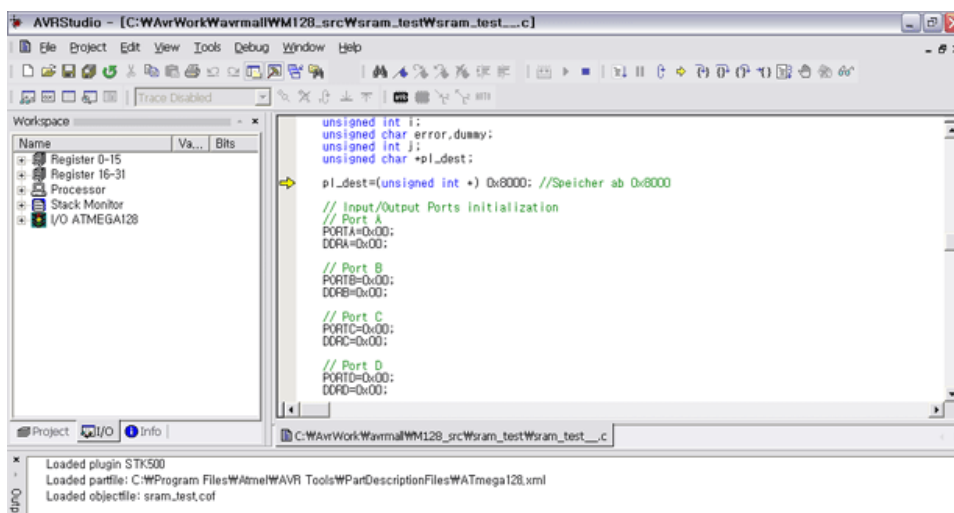 AVRStudio - [C:₩AvrWork₩avrmall₩M128_src₩sram_test₩sram_test__.c]
File Project Edit View Tools Debug Window Help
Trace Disabled
Workspace
Name Va... Bits
Register 0-15
Register 16-31
Processor
Stack Monitor
I/O ATMEGA128
unsigned int i;
unsigned char error,dummy;
unsigned int j;
unsigned char *pl_dest;
pl_dest=(unsigned int *) 0x8000; //Speicher ab 0x8000
// Input/Output Ports initialization
// Port A
PORTA=0x00;
DDRA=0x00;
// Port B
PORTB=0x00;
DDRB=0x00;
// Port C
PORTC=0x00;
DDRC=0x00;
// Port D
PORTD=0x00;
DDRD=0x00;
Project I/O Info
C:₩AvrWork₩avrmall₩M128_src₩sram_test₩sram_test__.c
Loaded plugin STK500
Loaded partfile: C:₩Program Files₩Atmel₩AVR Tools₩PartDescriptionFiles₩ATmega128.xml
Loaded objectfile: sram_test.cof
Outp